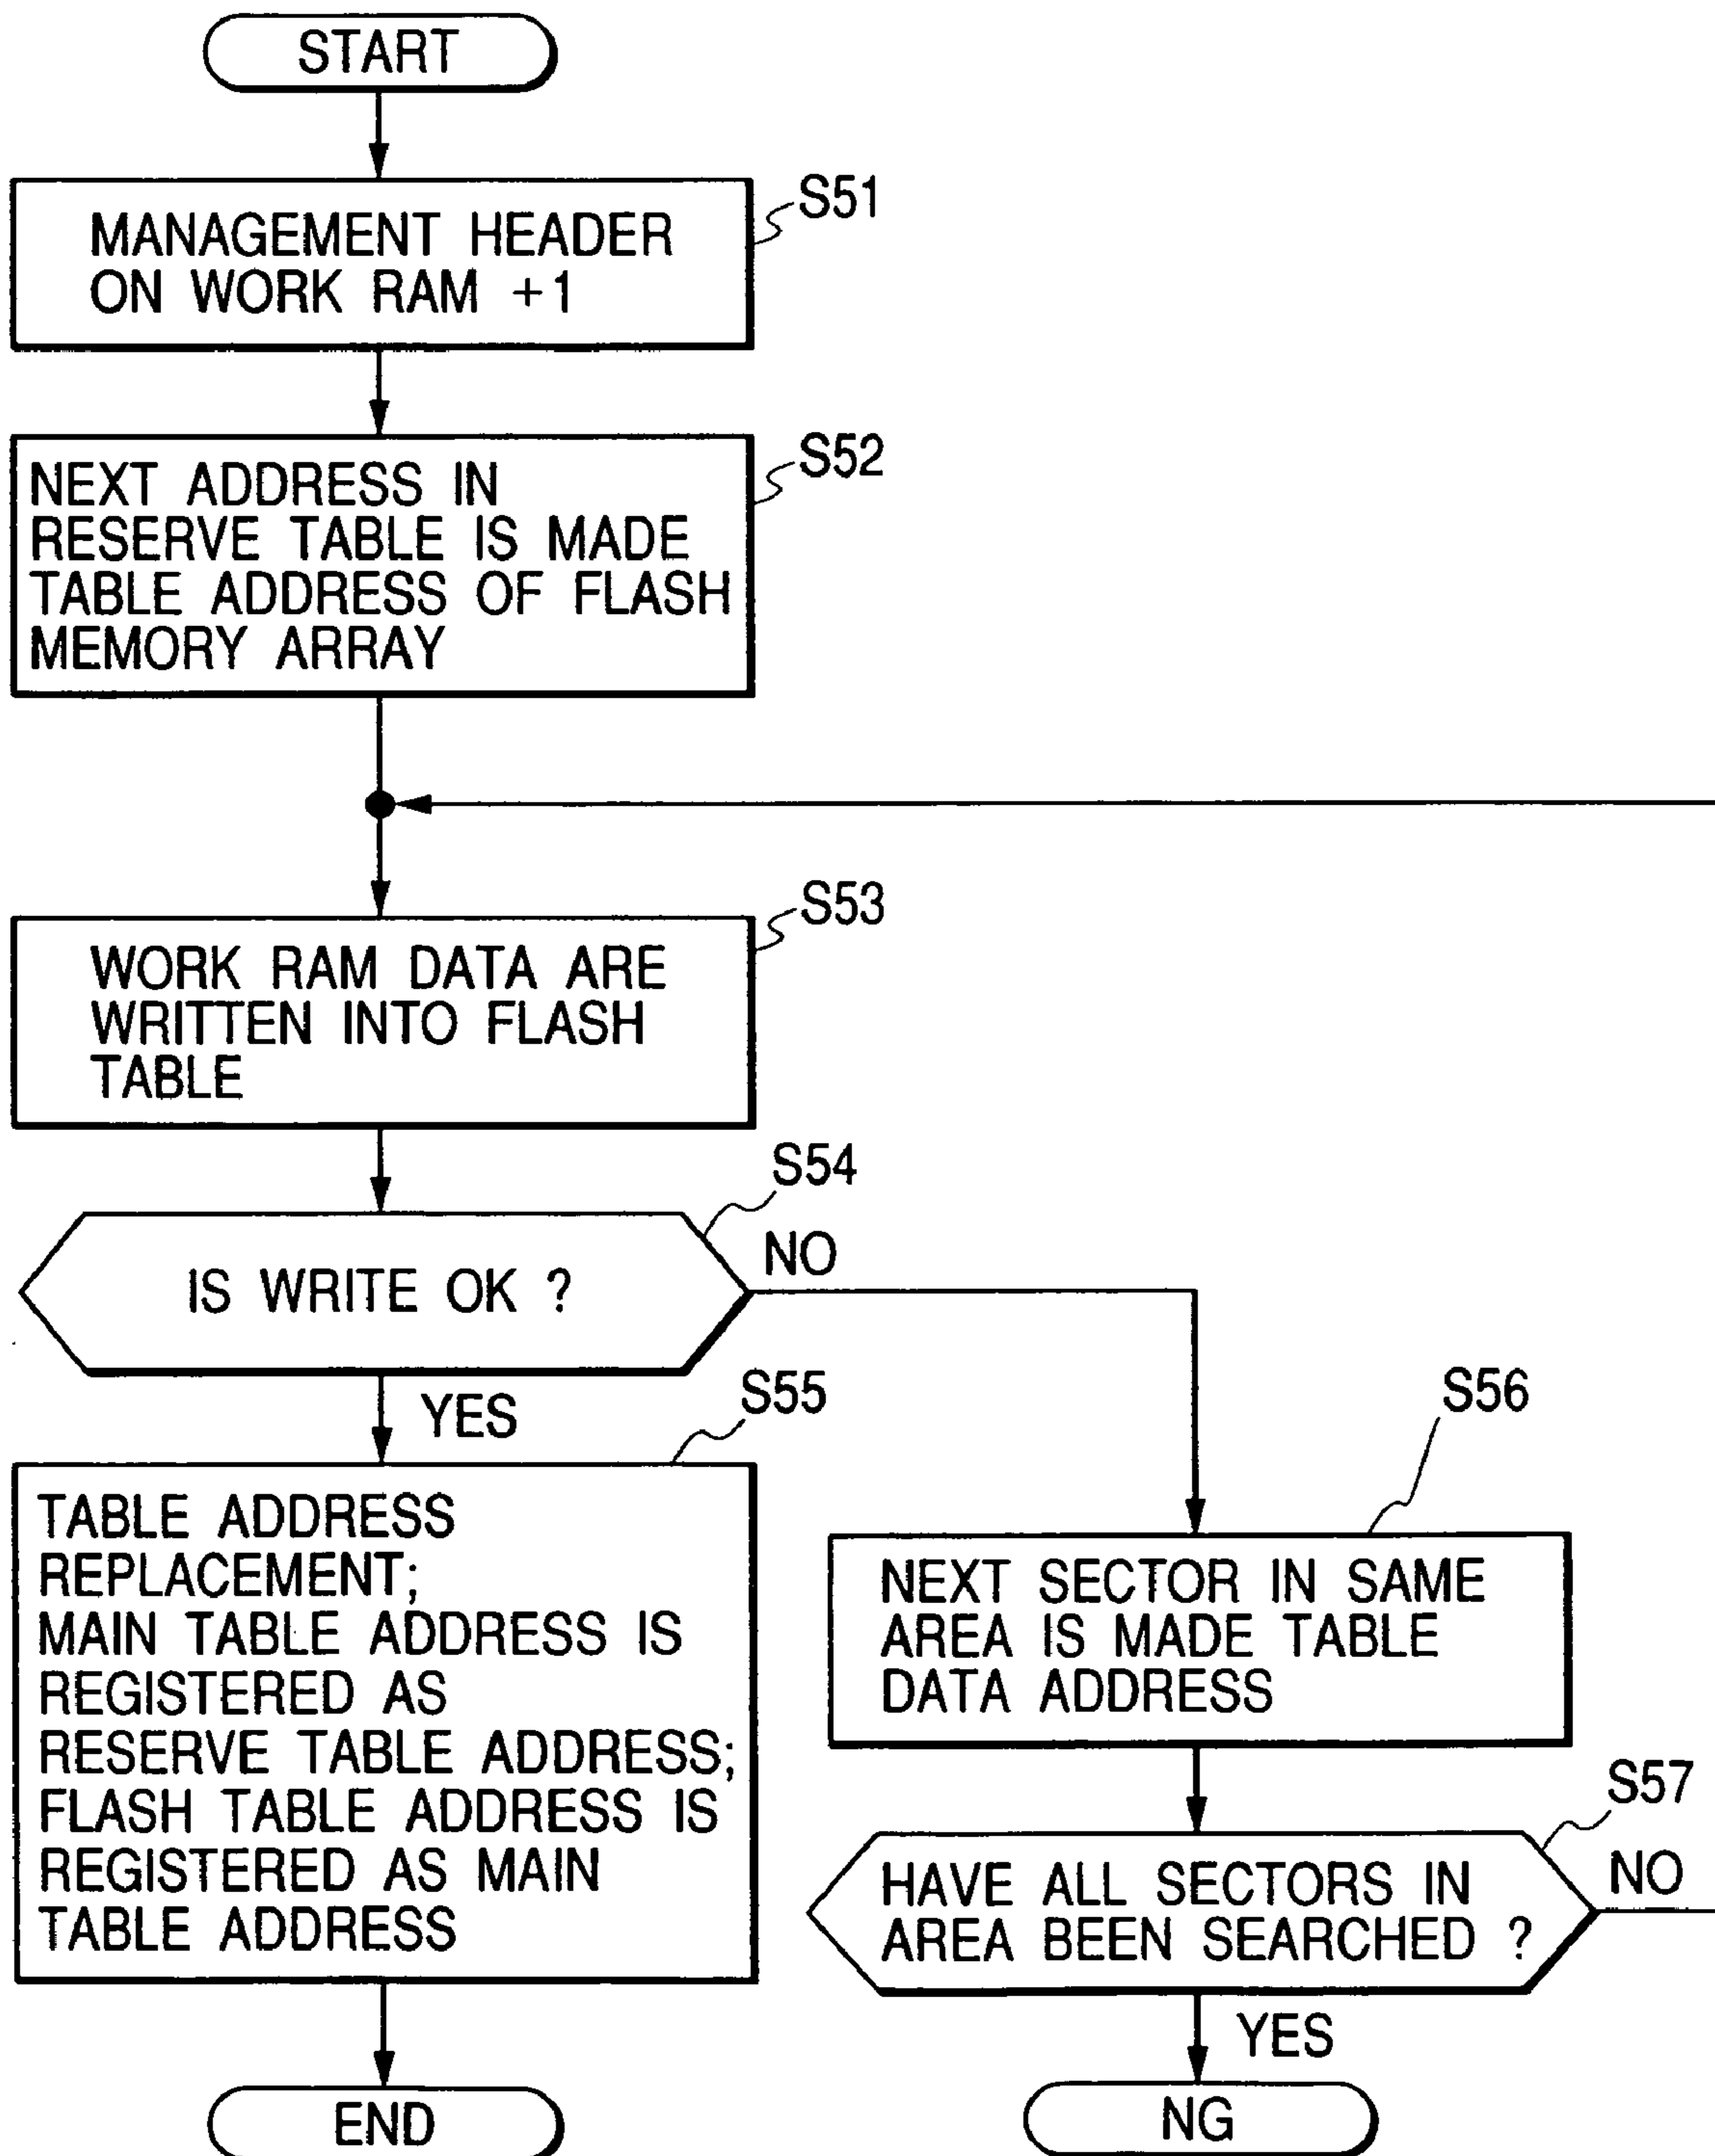 START
S51
MANAGEMENT HEADER
ON WORK RAM +1
S52
NEXT ADDRESS IN
RESERVE TABLE IS MADE
TABLE ADDRESS OF FLASH
MEMORY ARRAY
S53
WORK RAM DATA ARE
WRITTEN INTO FLASH
TABLE
S54
IS WRITE OK ?
NO
YES
S55
TABLE ADDRESS
REPLACEMENT;
MAIN TABLE ADDRESS IS
REGISTERED AS
RESERVE TABLE ADDRESS;
FLASH TABLE ADDRESS IS
REGISTERED AS MAIN
TABLE ADDRESS
END
S56
NEXT SECTOR IN SAME
AREA IS MADE TABLE
DATA ADDRESS
S57
HAVE ALL SECTORS IN
AREA BEEN SEARCHED ?
NO
YES
NG